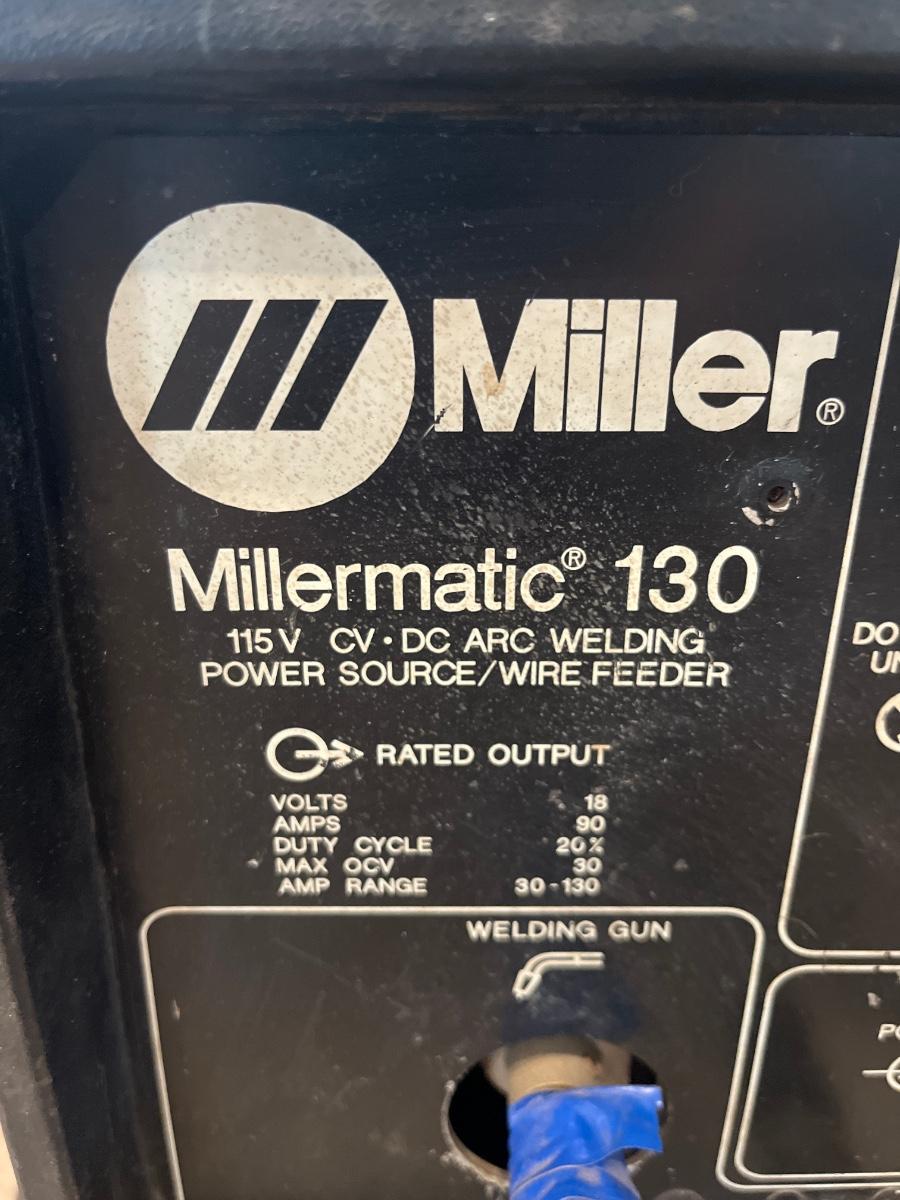 Miller®
Millermatic® 130
115V CV • DC ARC WELDING
POWER SOURCE/WIRE FEEDER
RATED OUTPUT
VOLTS 18
AMPS 90
DUTY CYCLE 20%
MAX OCV 30
AMP RANGE 30-130
DO
WELDING GUN